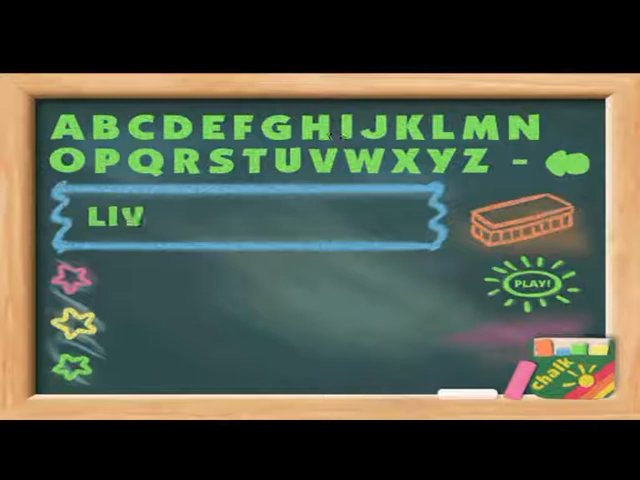 ABCDEFGHIJKLMN
OPQRSTUVWXYZ -
LIV
PLAY!
chalk